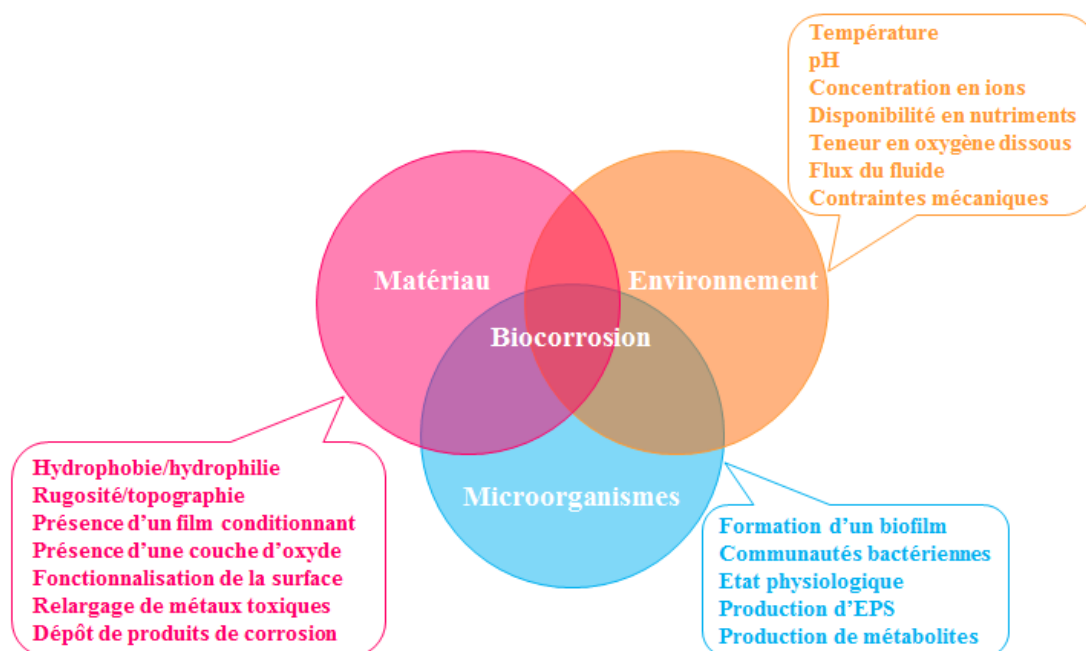 Température
pH
Concentration en ions
Disponibilité en nutriments
Teneur en oxygène dissous
Flux du fluide
Contraintes mécaniques
Matériau
Environnement
Biocorrosion
Microorganismes
Hydrophobie/hydrophilie
Rugosité/topographie
Présence d'un film conditionnant
Présence d'une couche d'oxyde
Fonctionnalisation de la surface
Relargage de métaux toxiques
Dépôt de produits de corrosion
Formation d'un biofilm
Communautés bactériennes
Etat physiologique
Production d'EPS
Production de métabolites